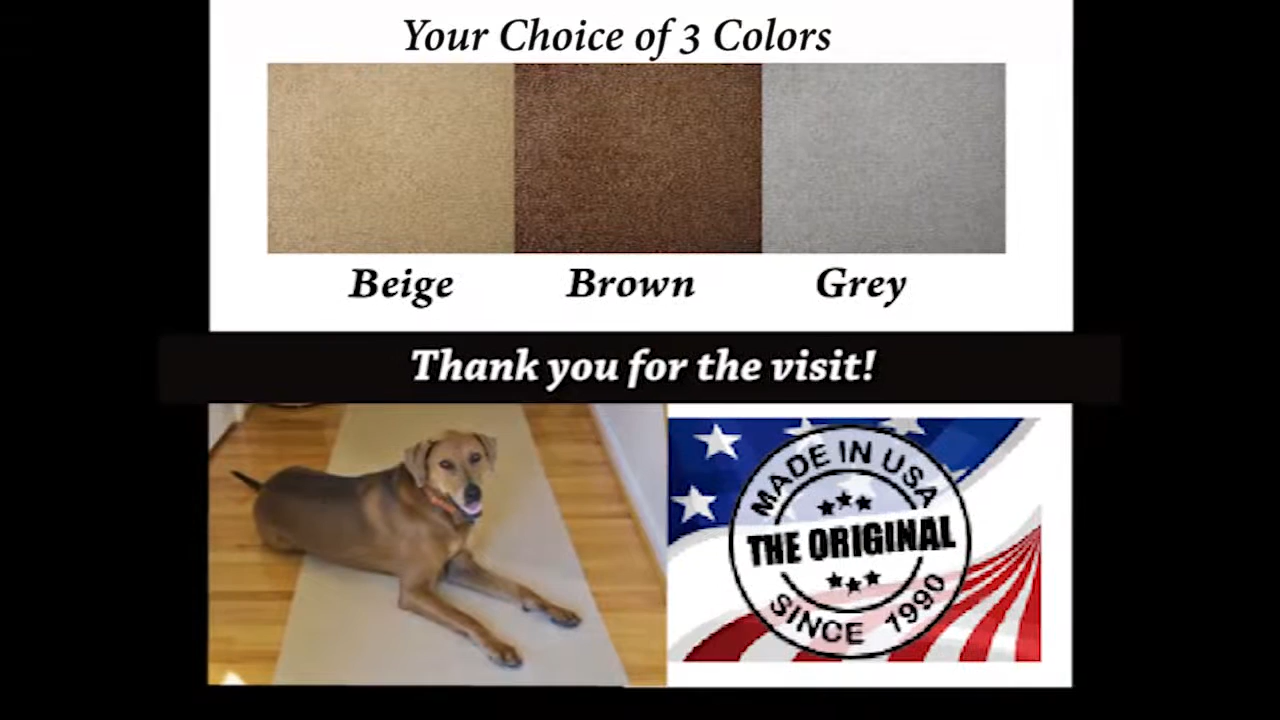 Your Choice of 3 Colors
Beige Brown Grey
Thank you for the visit!
MADE IN USA
THE ORIGINAL
SINCE 1990